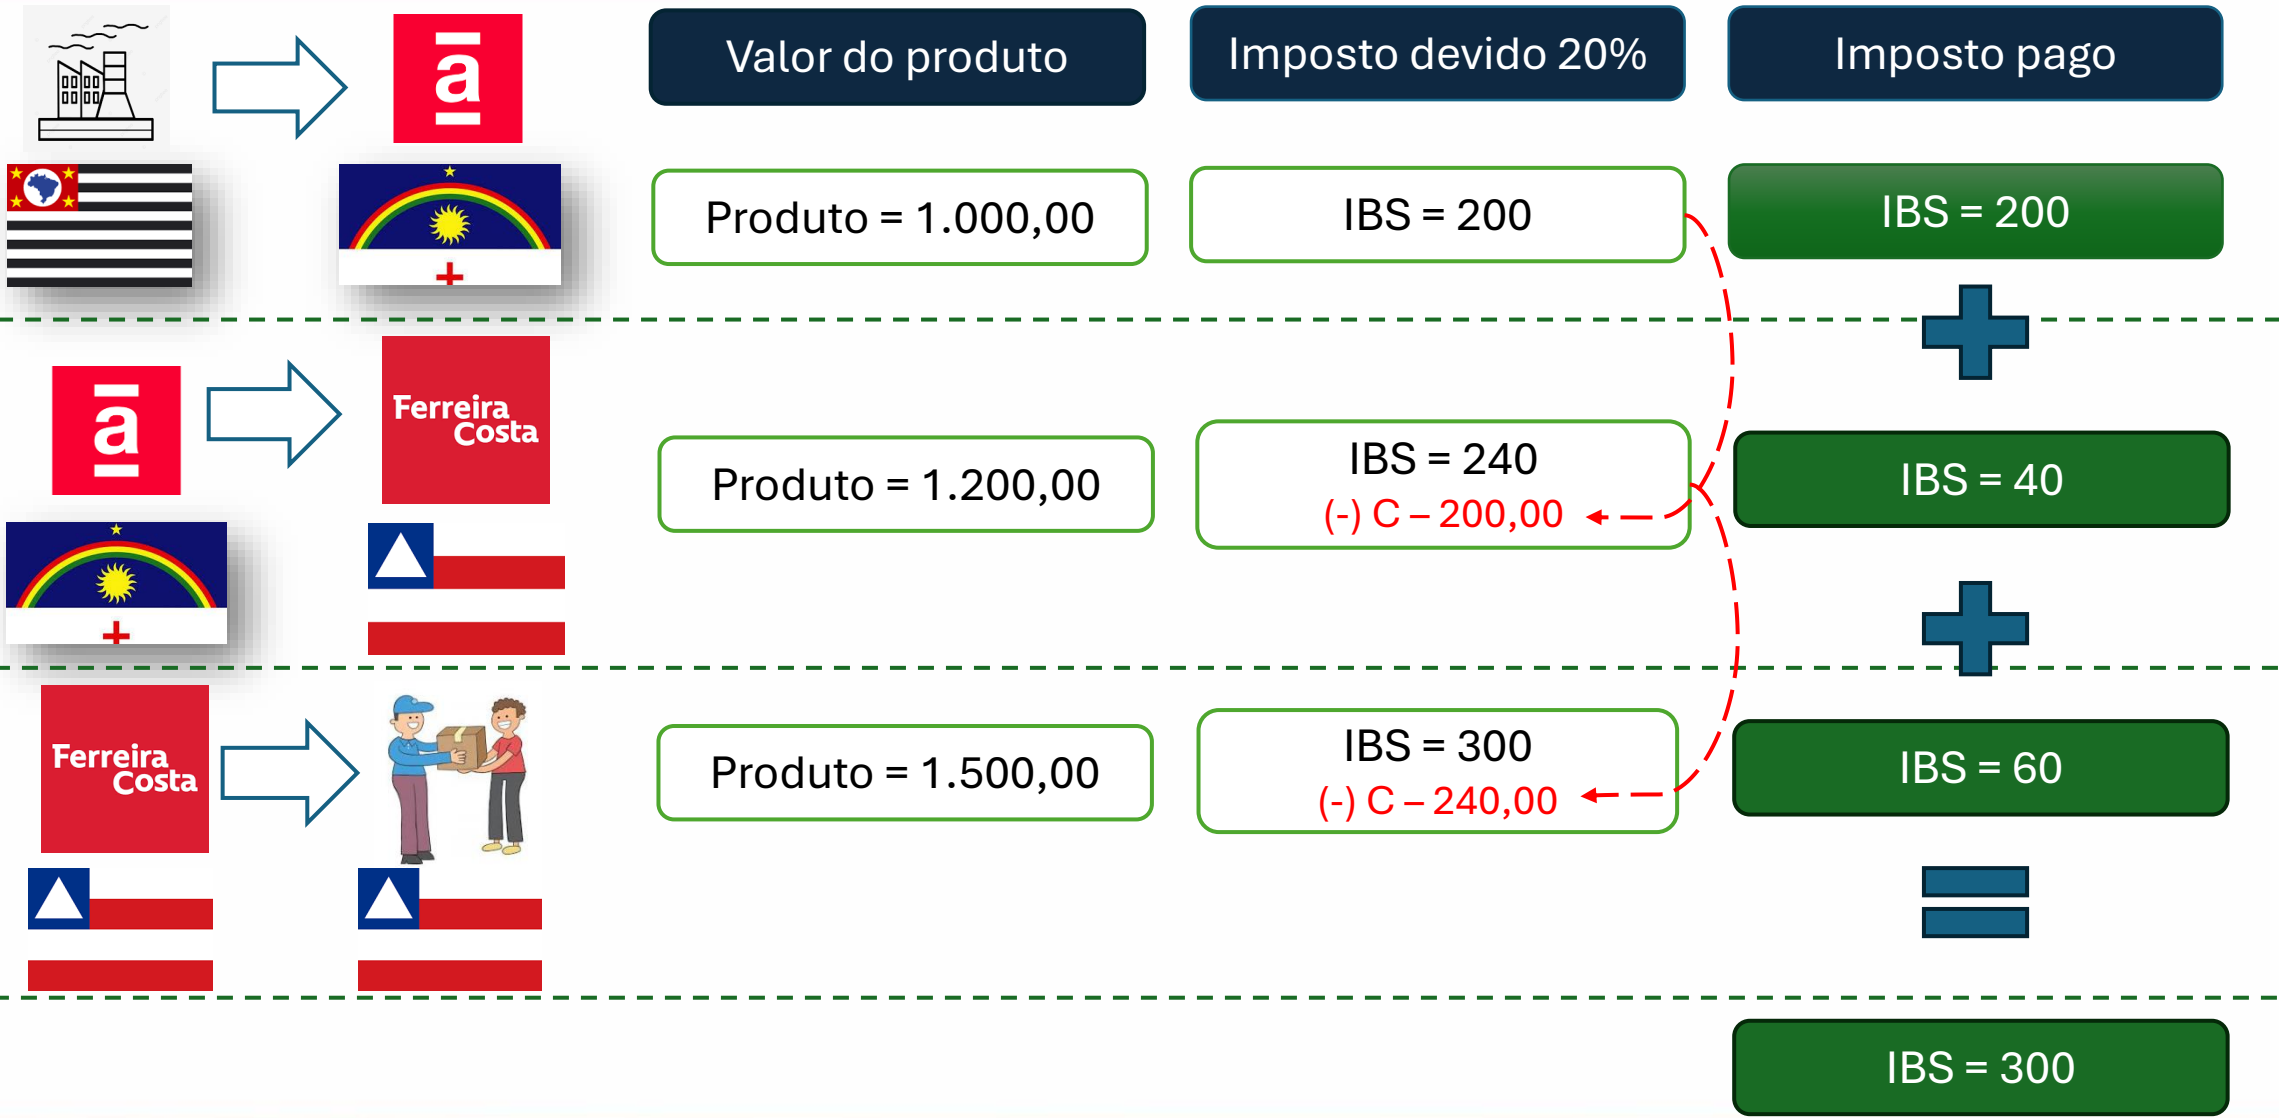 a
Valor do produto
Imposto devido 20%
Imposto pago
Produto = 1.000,00
IBS = 200
IBS = 200
a
Ferreira
Costa
Produto = 1.200,00
IBS = 240
(-) C – 200,00
IBS = 40
Ferreira
Costa
Produto = 1.500,00
IBS = 300
(-) C – 240,00
IBS = 60
IBS = 300